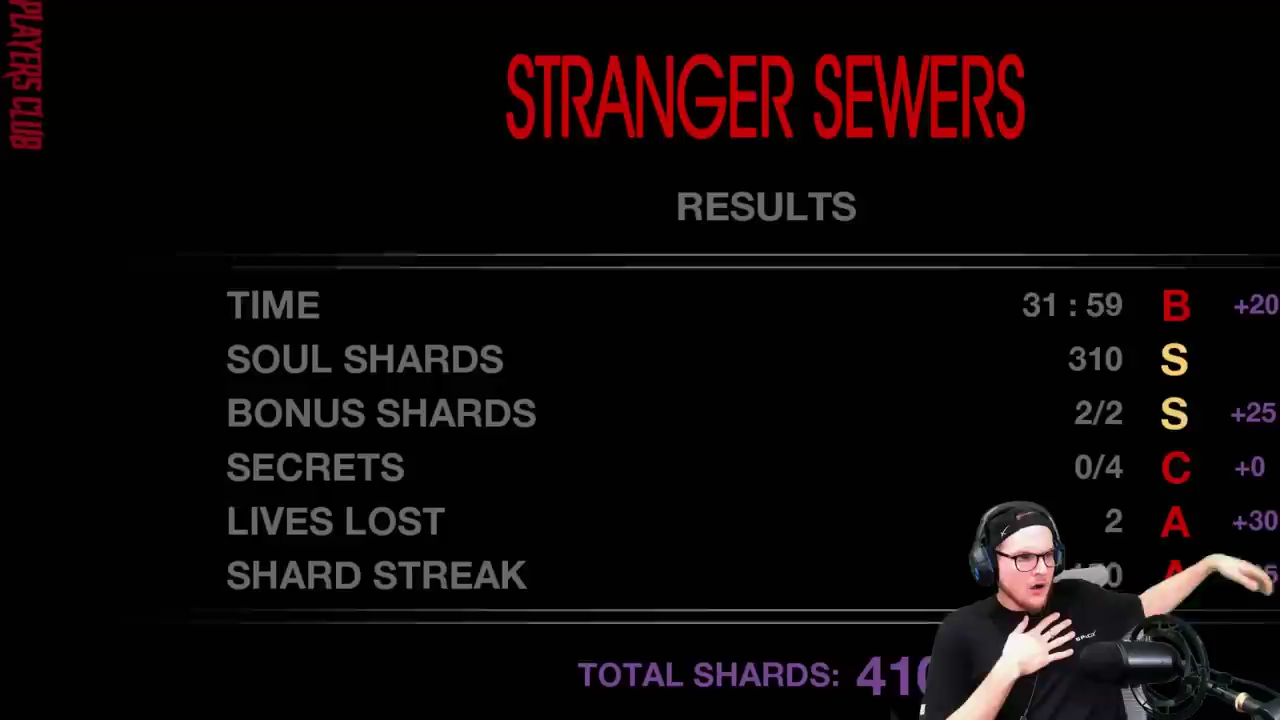 PLAYERS CLUB
STRANGER SEWERS
RESULTS
TIME 31 : 59 B +20
SOUL SHARDS 310 S
BONUS SHARDS 2/2 S +25
SECRETS 0/4 C +0
LIVES LOST 2 A +30
SHARD STREAK
TOTAL SHARDS: 410